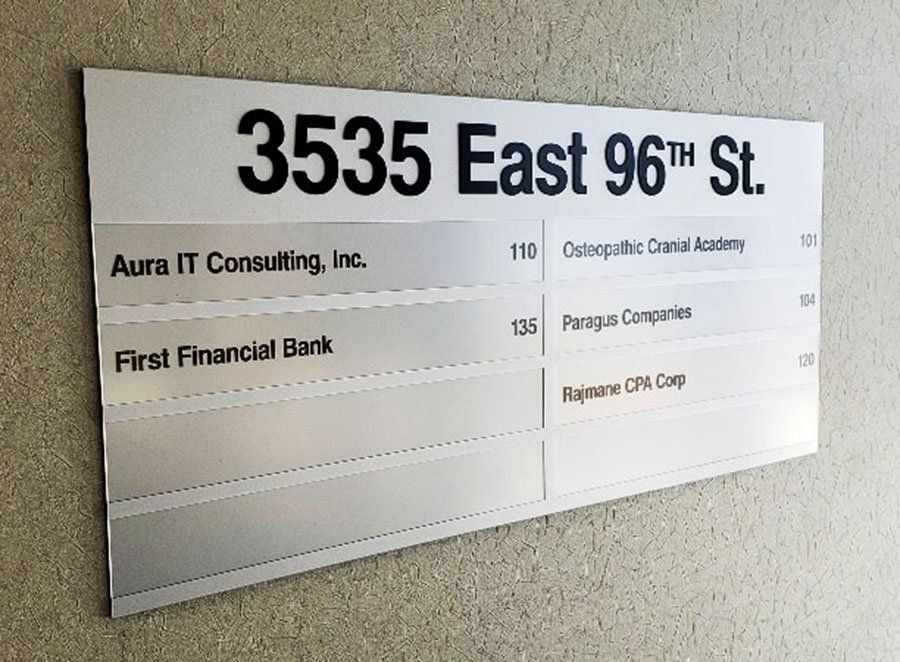 3535 East 96TH St.
Aura IT Consulting, Inc. 110
First Financial Bank 135
Osteopathic Cranial Academy 101
Paragus Companies 104
Rajmane CPA Corp 120